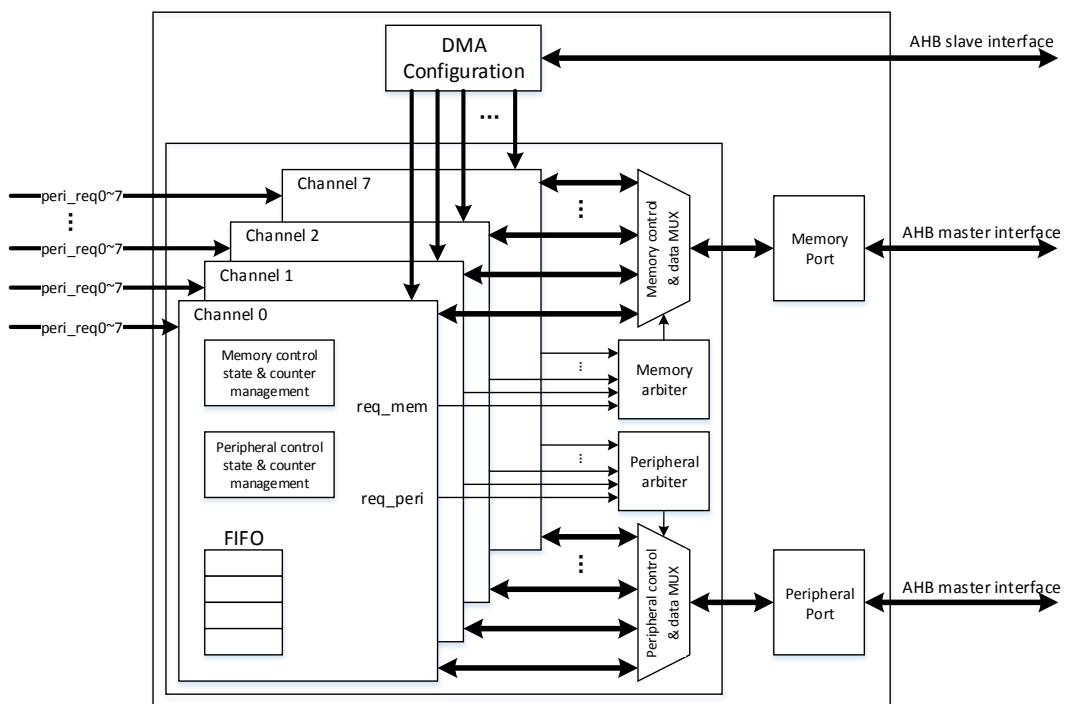 DMA
Configuration
AHB slave interface
...
Channel 7
peri_req0~7
...
Channel 2
peri_req0~7
Channel 1
peri_req0~7
Channel 0
peri_req0~7
...
Memory control
& data MUX
Memory
Port
AHB master interface
Memory control
state & counter
management
req_mem
...
Memory
arbiter
Peripheral control
state & counter
management
req_peri
...
Peripheral
arbiter
FIFO
...
Peripheral control
& data MUX
Peripheral
Port
AHB master interface